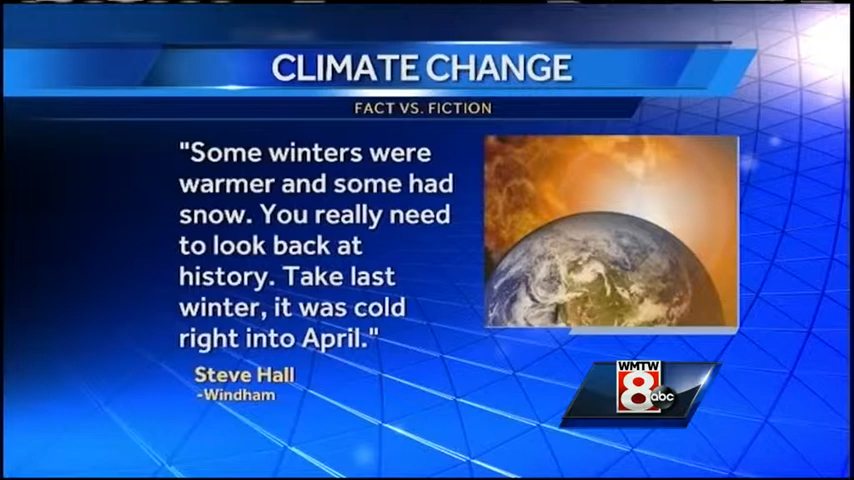 CLIMATE CHANGE
FACT VS. FICTION
"Some winters were
warmer and some had
snow. You really need
to look back at
history. Take last
winter, it was cold
right into April."
Steve Hall
-Windham
WMTW
8
abc